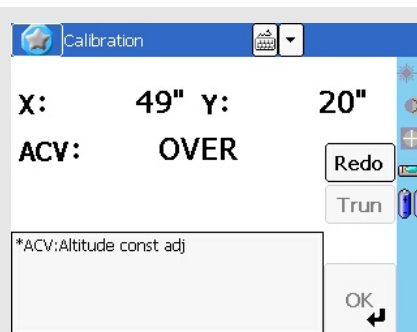 Calibration
X: 49" Y: 20"
ACV: OVER
Redo
Trun
*ACV:Altitude const adj
OK